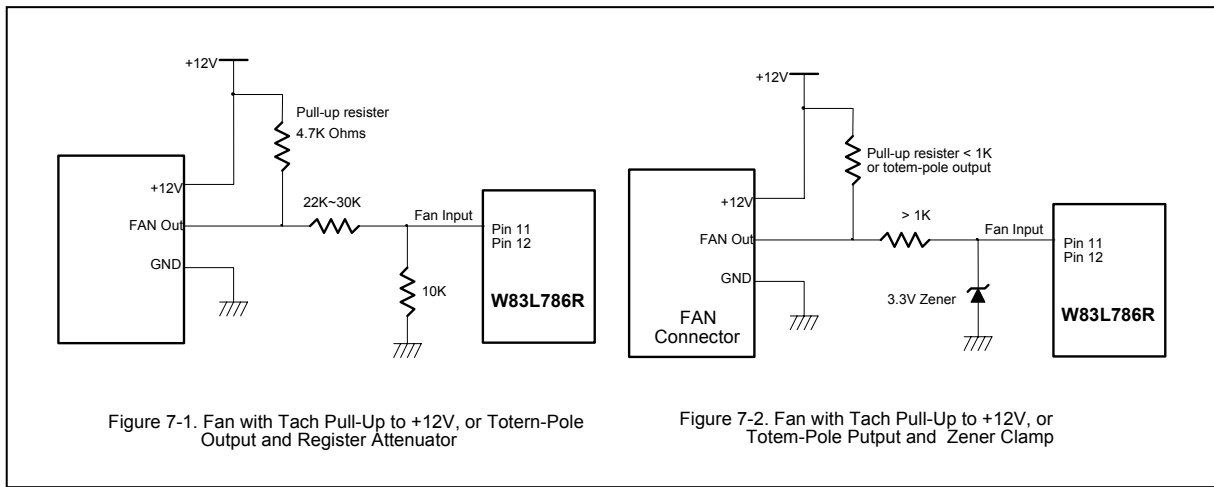 +12V
Pull-up resister
4.7K Ohms
+12V
FAN Out
GND
22K~30K
Fan Input
10K
Pin 11
Pin 12
W83L786R
Figure 7-1. Fan with Tach Pull-Up to +12V, or Totern-Pole
Output and Register Attenuator
+12V
Pull-up resister < 1K
or totem-pole output
+12V
FAN Out
GND
FAN
Connector
> 1K
Fan Input
3.3V Zener
Pin 11
Pin 12
W83L786R
Figure 7-2. Fan with Tach Pull-Up to +12V, or
Totem-Pole Putput and Zener Clamp